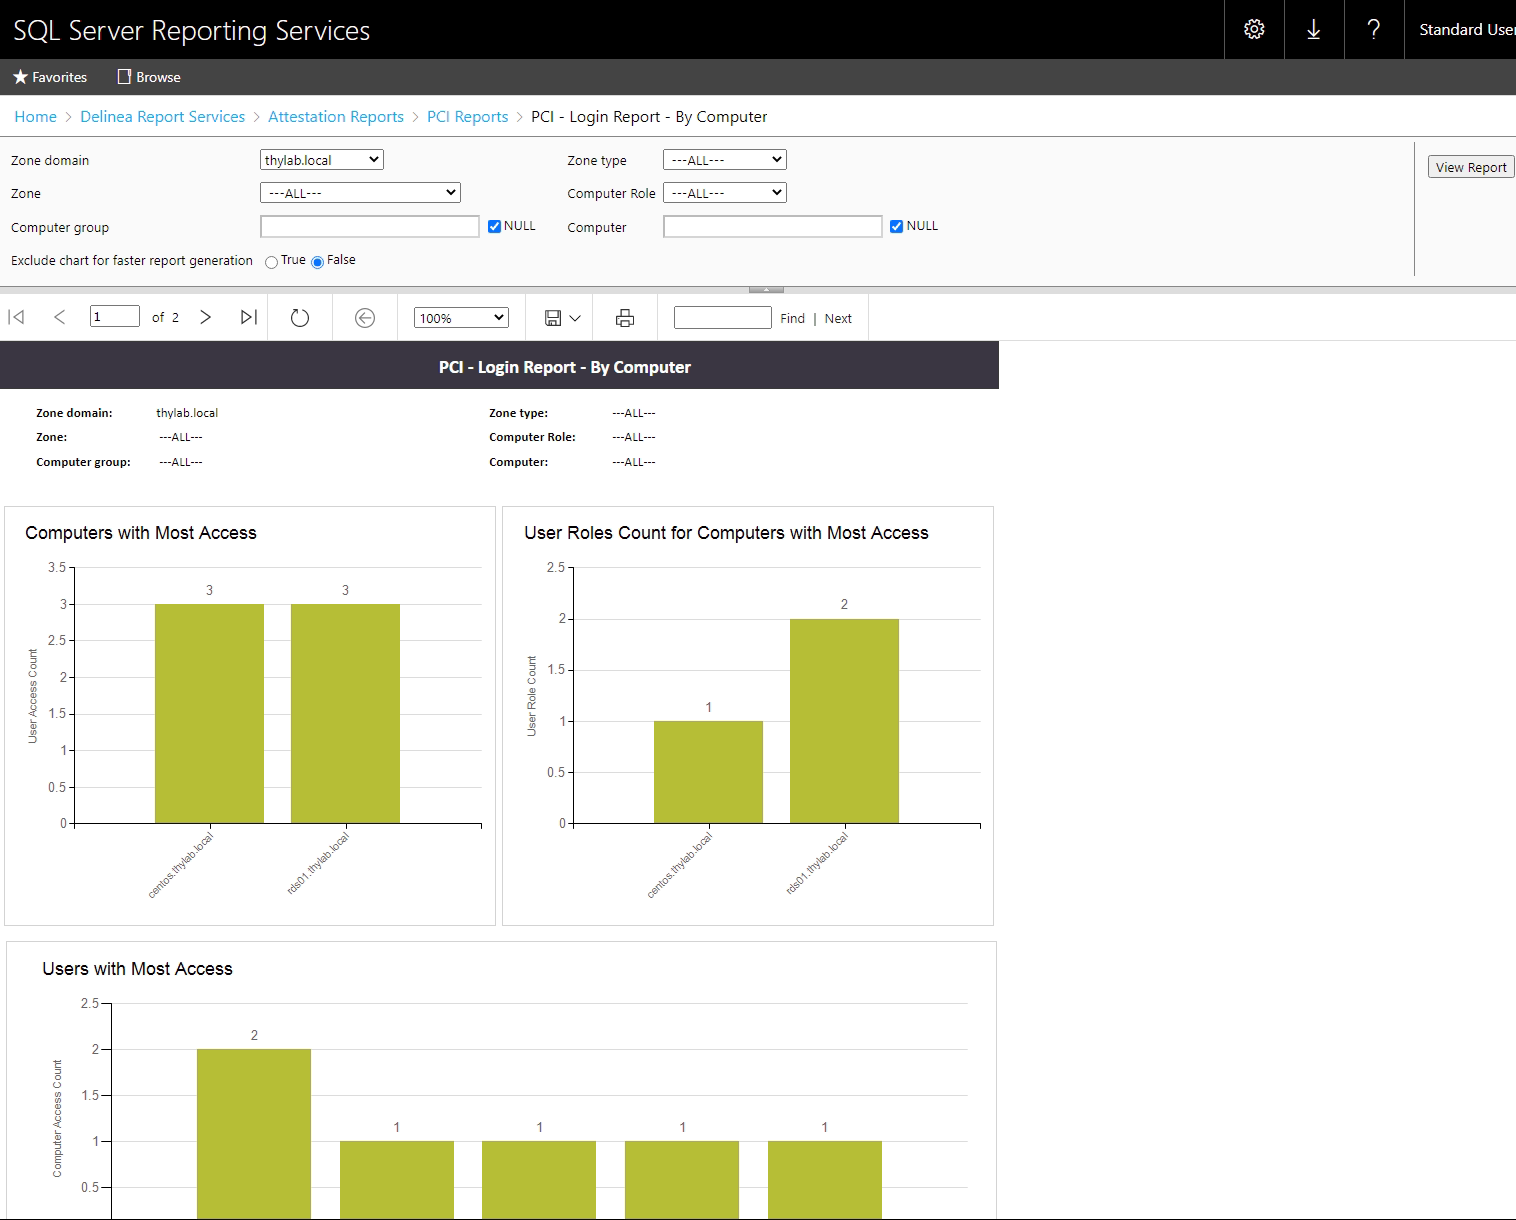 SQL Server Reporting Services
? Standard User
Favorites Browse
Home > Delinea Report Services > Attestation Reports > PCI Reports > PCI - Login Report - By Computer
Zone domain thylab.local Zone type ---ALL---
View Report
Zone ---ALL--- Computer Role ---ALL---
Computer group NULL Computer NULL
Exclude chart for faster report generation True False
1 of 2 100% Find | Next
PCI - Login Report - By Computer
Zone domain: thylab.local Zone type: ---ALL---
Zone: ---ALL--- Computer Role: ---ALL---
Computer group: ---ALL--- Computer: ---ALL---
Computers with Most Access
3.5
3
2.5
2
1.5
1
0.5
0
User Access Count
3 3
centos.thylab.local rds01.thylab.local
User Roles Count for Computers with Most Access
2.5
2
1.5
1
0.5
0
User Role Count
1 2
centos.thylab.local rds01.thylab.local
Users with Most Access
2.5
2
1.5
1
0.5
Computer Access Count
2 1 1 1 1